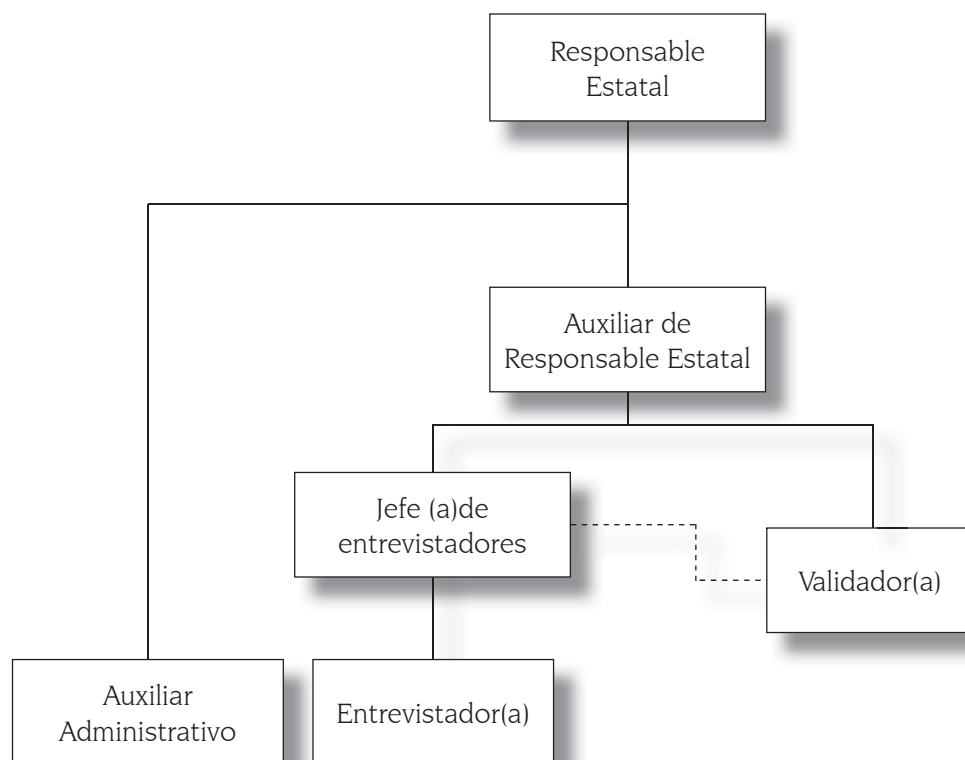 Responsable
Estatal
Auxiliar de
Responsable Estatal
Jefe (a)de
entrevistadores
Validador(a)
Auxiliar
Administrativo
Entrevistador(a)